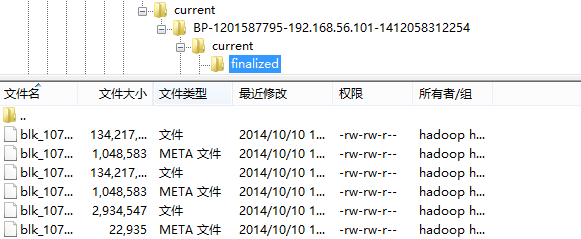 current
BP-1201587795-192.168.56.101-1412058312254
current
finalized
文件名 文件大小 文件类型 最近修改 权限 所有者/组
..
blk_107... 134,217,... 文件 2014/10/10 1... -rw-rw-r-- hadoop h...
blk_107... 1,048,583 META 文件 2014/10/10 1... -rw-rw-r-- hadoop h...
blk_107... 134,217,... 文件 2014/10/10 1... -rw-rw-r-- hadoop h...
blk_107... 1,048,583 META 文件 2014/10/10 1... -rw-rw-r-- hadoop h...
blk_107... 2,934,547 文件 2014/10/10 1... -rw-rw-r-- hadoop h...
blk_107... 22,935 META 文件 2014/10/10 1... -rw-rw-r-- hadoop h...